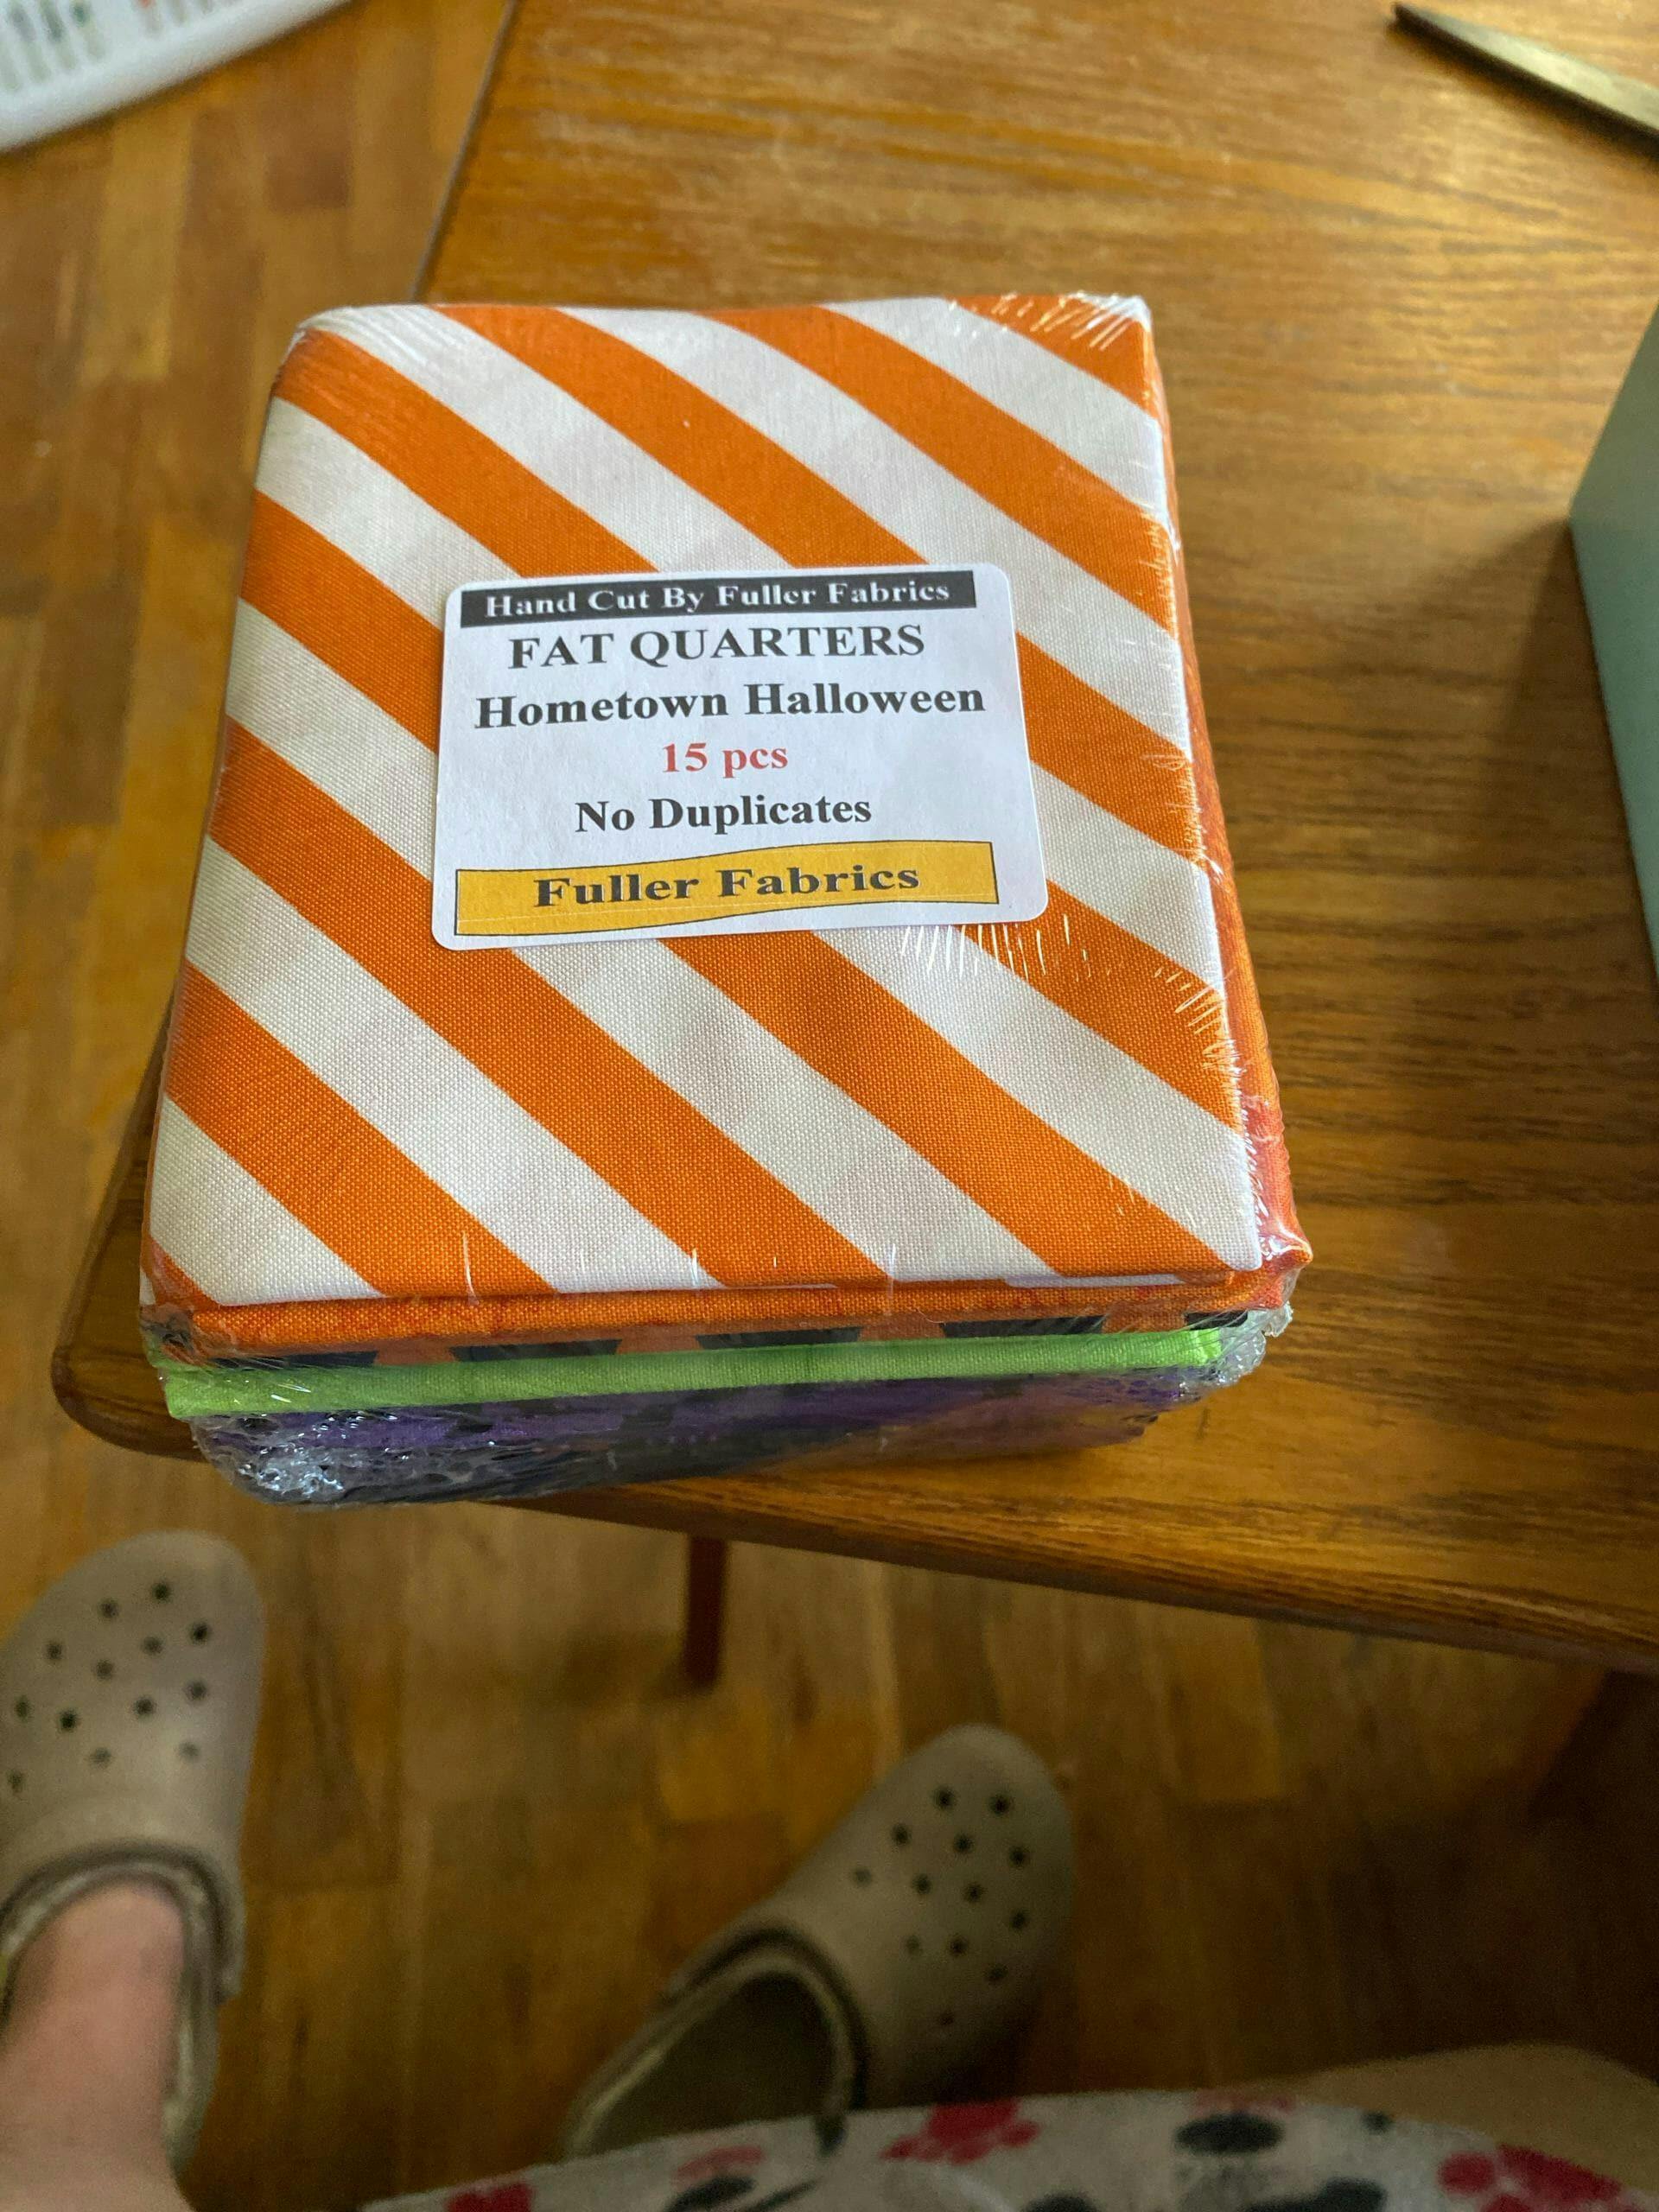 Hand Cut By Fuller Fabrics
FAT QUARTERS
Hometown Halloween
15 pcs
No Duplicates
Fuller Fabrics